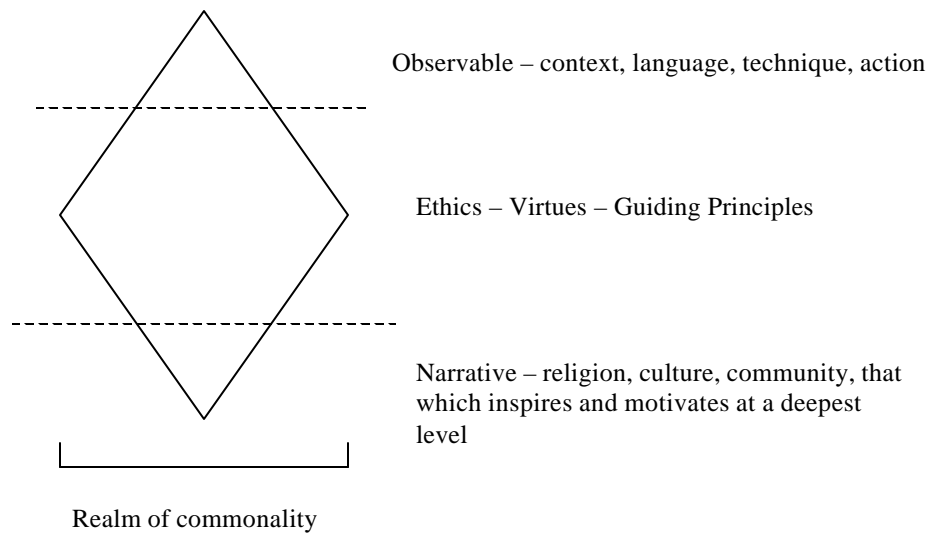 Observable – context, language, technique, action
Ethics – Virtues – Guiding Principles
Narrative – religion, culture, community, that
which inspires and motivates at a deepest
level
Realm of commonality